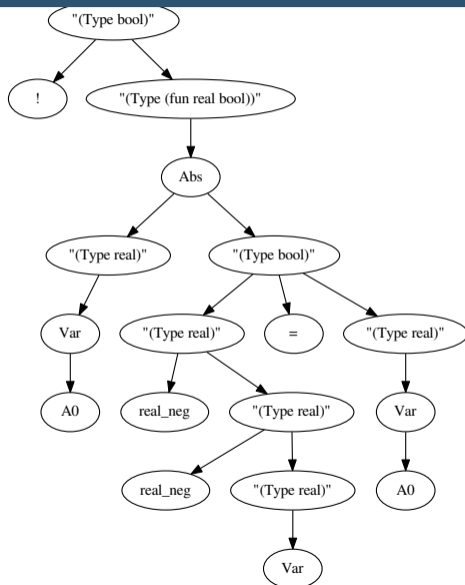 "(Type bool)"
!
"(Type (fun real bool))"
Abs
"(Type real)"
"(Type bool)"
Var
"(Type real)"
=
"(Type real)"
A0
real_neg
"(Type real)"
Var
real_neg
"(Type real)"
A0
Var